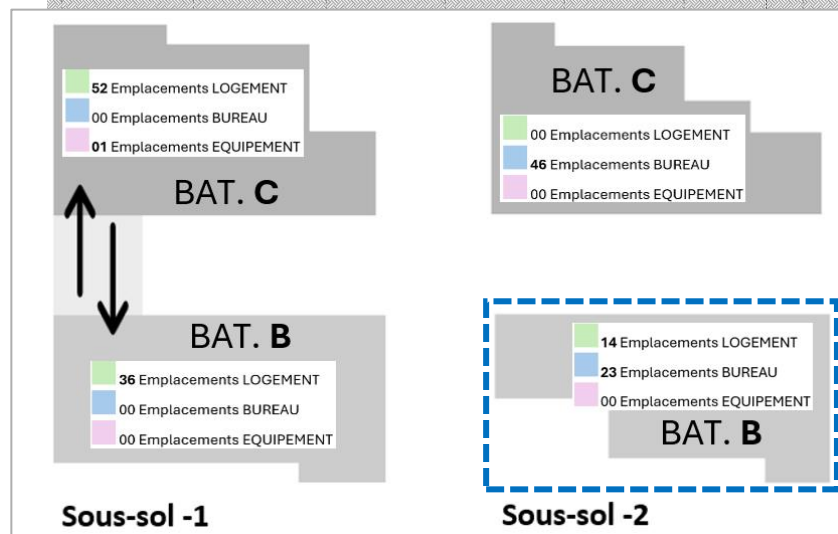 52 Emplacements LOGEMENT
00 Emplacements BUREAU
01 Emplacements EQUIPEMENT
BAT. C
BAT. B
36 Emplacements LOGEMENT
00 Emplacements BUREAU
00 Emplacements EQUIPEMENT
Sous-sol -1
BAT. C
00 Emplacements LOGEMENT
46 Emplacements BUREAU
00 Emplacements EQUIPEMENT
14 Emplacements LOGEMENT
23 Emplacements BUREAU
00 Emplacements EQUIPEMENT
BAT. B
Sous-sol -2